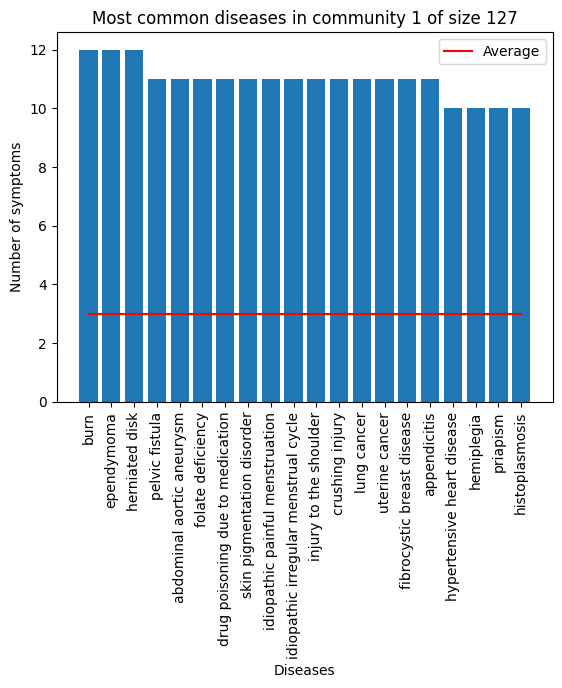 Most common diseases in community 1 of size 127
Average
Number of symptoms
12
10
8
6
4
2
0
burn
ependymoma
herniated disk
pelvic fistula
abdominal aortic aneurysm
folate deficiency
drug poisoning due to medication
skin pigmentation disorder
idiopathic painful menstruation
idiopathic irregular menstrual cycle
injury to the shoulder
crushing injury
lung cancer
uterine cancer
fibrocystic breast disease
appendicitis
hypertensive heart disease
hemiplegia
priapism
histoplasmosis
Diseases